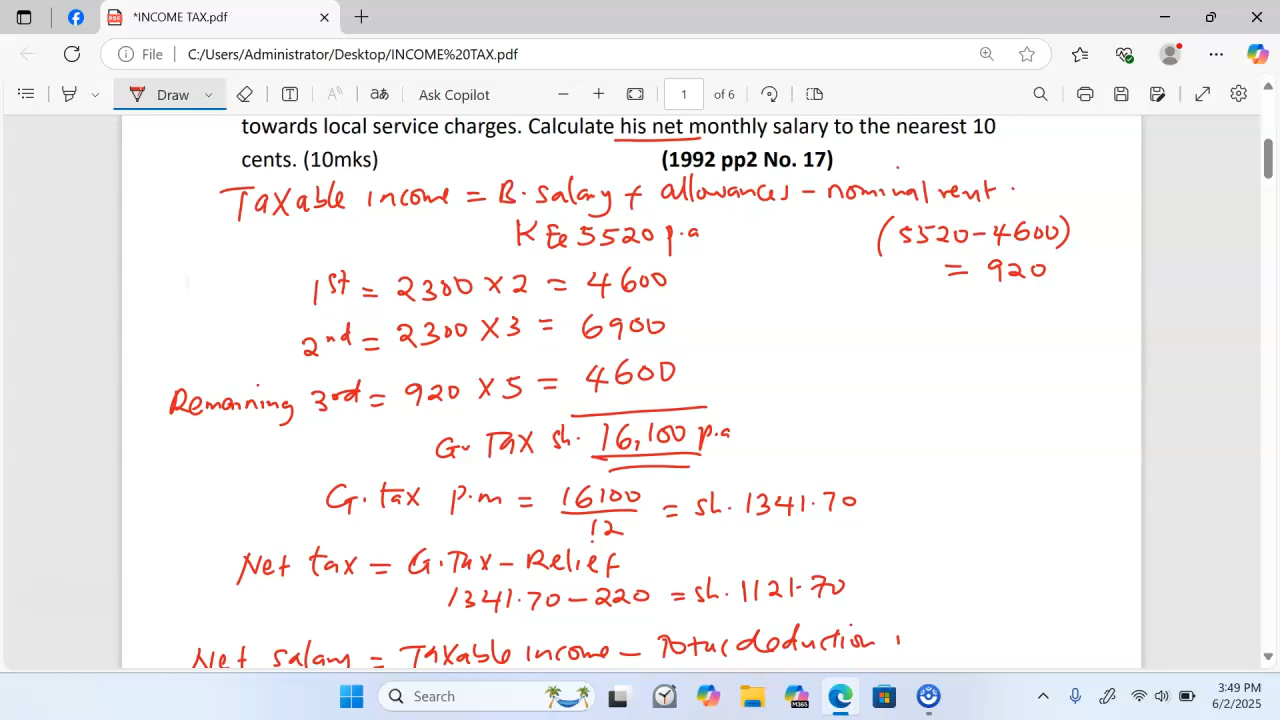 *INCOME TAX.pdf
File C:/Users/Administrator/Desktop/INCOME%20TAX.pdf
Draw Ask Copilot 1 of 6
towards local service charges. Calculate his net monthly salary to the nearest 10
cents. (10mks) (1992 pp2 No. 17)
Taxable income = B. salary + allowances - nominal rent.
K£ 5520 p.a (5520-4600)
= 920
1st = 2300 × 2 = 4600
2nd = 2300 × 3 = 6900
Remaining 3rd = 920 × 5 = 4600
G. Tax sh. 16,100 p.a
G. tax p.m = 16100/12 = sh. 1341.70
Net tax = G. Tax - Relief
1341.70 - 220 = sh. 1121.70
Net salary = Taxable income - deduction
Search
3:49 PM
6/2/2025